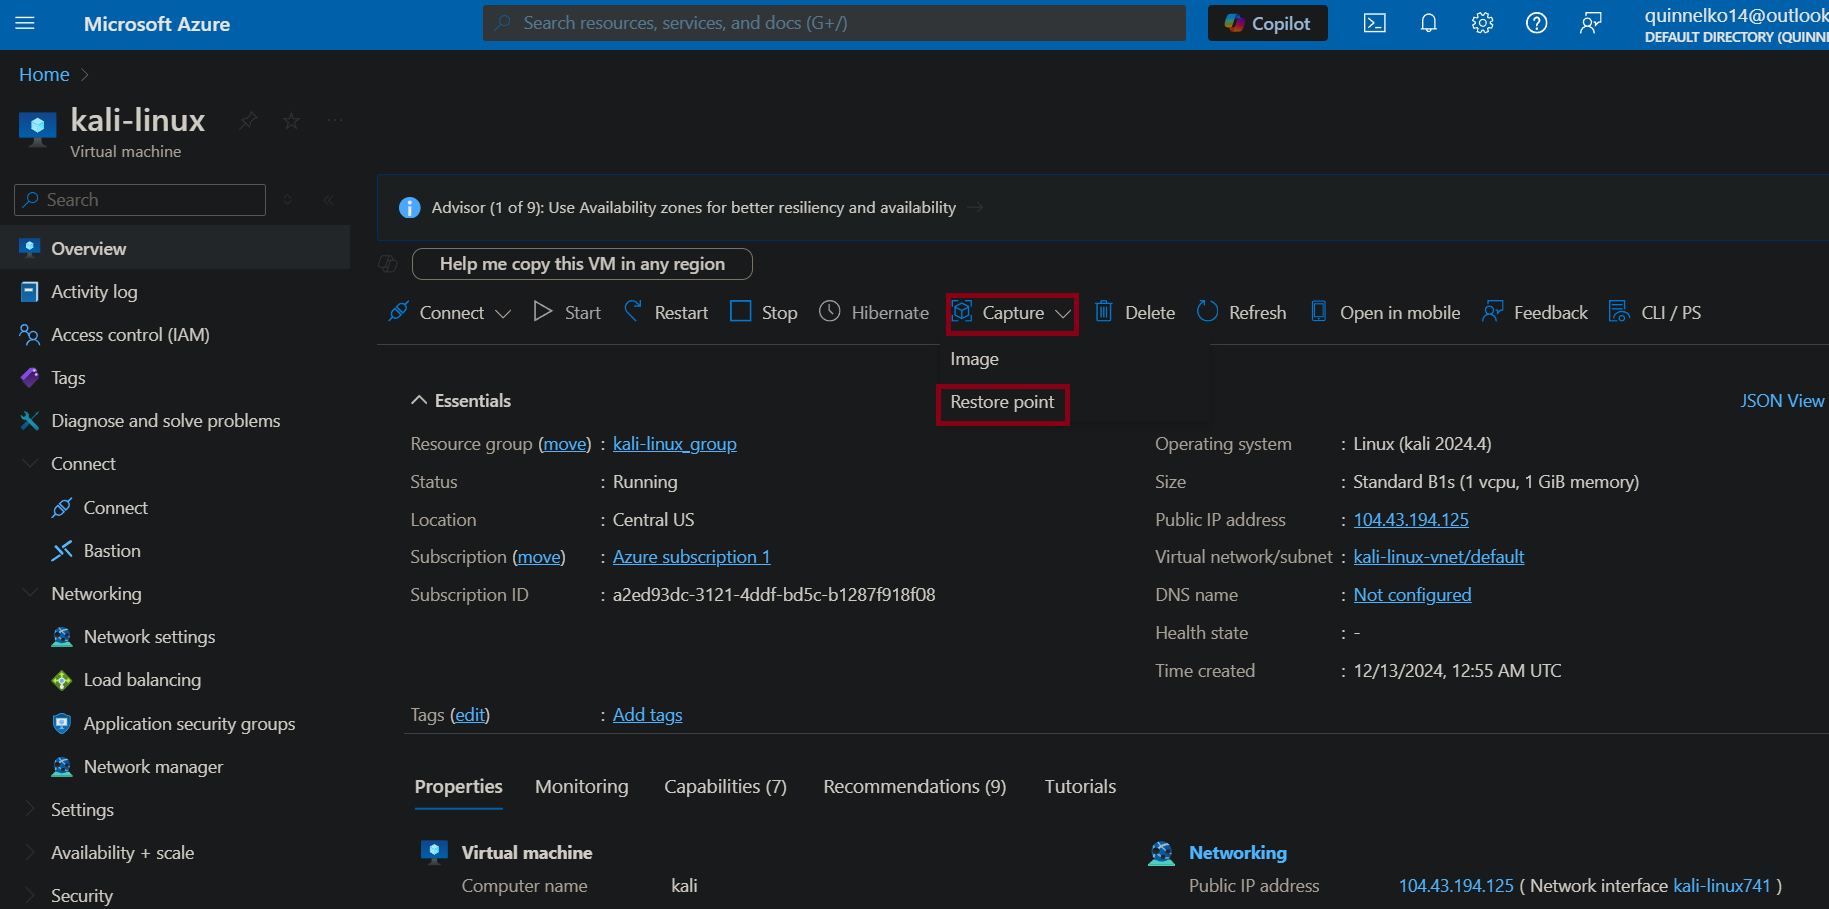 Microsoft Azure
Search resources, services, and docs (G+/)
Copilot
quinnelko14@outlook
DEFAULT DIRECTORY (QUINN
Home
kali-linux
Virtual machine
Search
Overview
Activity log
Access control (IAM)
Tags
Diagnose and solve problems
Connect
Connect
Bastion
Networking
Network settings
Load balancing
Application security groups
Network manager
Settings
Availability + scale
Security
Advisor (1 of 9): Use Availability zones for better resiliency and availability
Help me copy this VM in any region
Connect Start Restart Stop Hibernate Capture Delete Refresh Open in mobile Feedback CLI / PS
Image
Restore point
Essentials
JSON View
Resource group (move) : kali-linux_group
Status : Running
Location : Central US
Subscription (move) : Azure subscription 1
Subscription ID : a2ed93dc-3121-4ddf-bd5c-b1287f918f08
Operating system : Linux (kali 2024.4)
Size : Standard B1s (1 vcpu, 1 GiB memory)
Public IP address : 104.43.194.125
Virtual network/subnet : kali-linux-vnet/default
DNS name : Not configured
Health state : -
Time created : 12/13/2024, 12:55 AM UTC
Tags (edit) : Add tags
Properties Monitoring Capabilities (7) Recommendations (9) Tutorials
Virtual machine
Computer name kali
Networking
Public IP address 104.43.194.125 ( Network interface kali-linux741 )